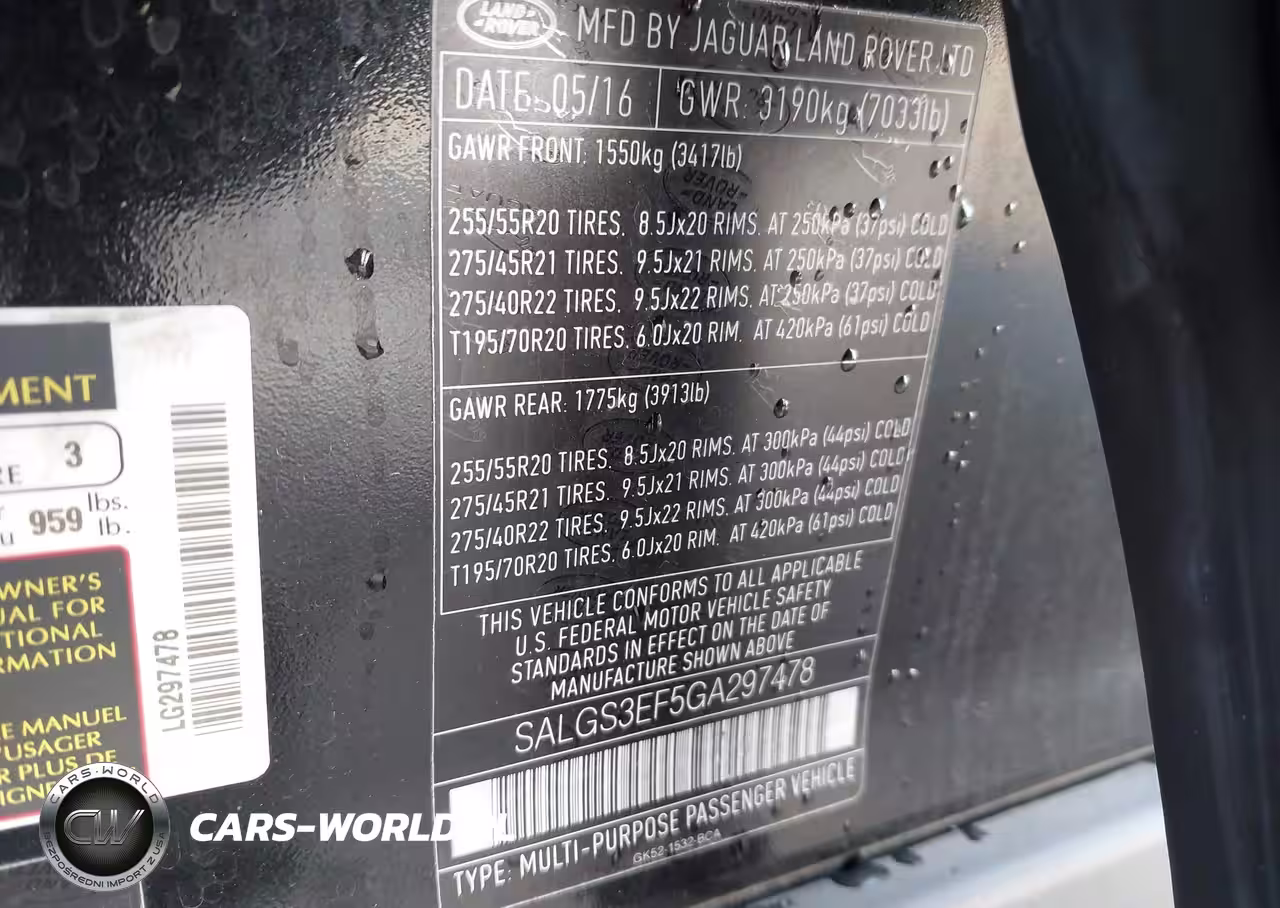 LAND ROVER
MFD BY JAGUAR LAND ROVER LTD
DATE: 05/16
GWR: 3190kg (7033lb)
GAWR FRONT: 1550kg (3417lb)
255/55R20 TIRES. 8.5Jx20 RIMS. AT 250kPa (37psi) COLD
275/45R21 TIRES. 9.5Jx21 RIMS. AT 250kPa (37psi) COLD
275/40R22 TIRES. 9.5Jx22 RIMS. AT 250kPa (37psi) COLD
T195/70R20 TIRES. 6.0Jx20 RIM. AT 420kPa (61psi) COLD
GAWR REAR: 1775kg (3913lb)
255/55R20 TIRES. 8.5Jx20 RIMS. AT 300kPa (44psi) COLD
275/45R21 TIRES. 9.5Jx21 RIMS. AT 300kPa (44psi) COLD
275/40R22 TIRES. 9.5Jx22 RIMS. AT 300kPa (44psi) COLD
T195/70R20 TIRES. 6.0Jx20 RIM. AT 420kPa (61psi) COLD
THIS VEHICLE CONFORMS TO ALL APPLICABLE
U.S. FEDERAL MOTOR VEHICLE SAFETY
STANDARDS IN EFFECT ON THE DATE OF
MANUFACTURE SHOWN ABOVE
SALGS3EF5GA297478
TYPE: MULTI-PURPOSE PASSENGER VEHICLE
GK52-1532-BCA
MENT
RE 3
U 959 lbs.
lb.
WNER'S
UAL FOR
TIONAL
RMATION
E MANUEL
'USAGER
R PLUS DE
IGNE
LG297478
CARS-WORLD
CW
BEZPOŚREDNI IMPORT Z USA
CARS-WORLD